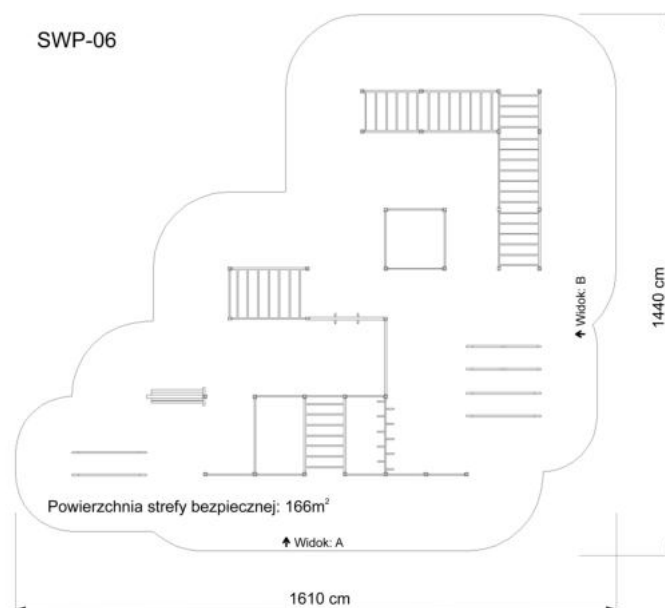 SWP-06
Widok: B
1440 cm
Powierzchnia strefy bezpiecznej: 166m²
Widok: A
1610 cm